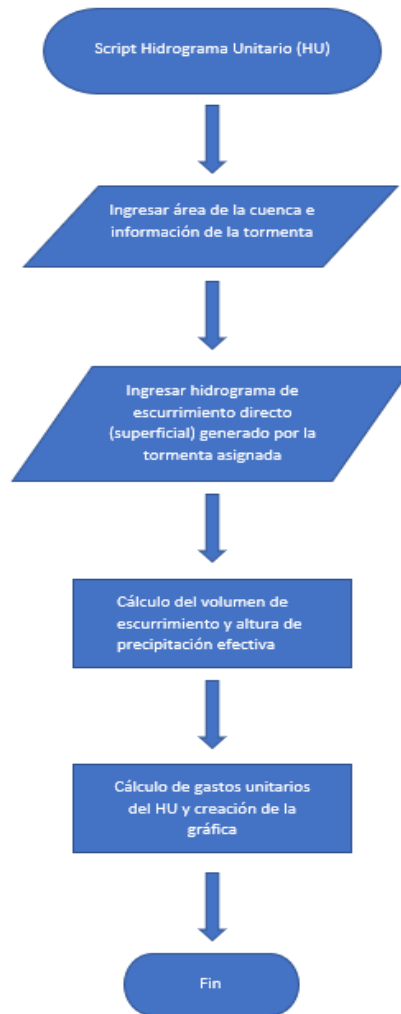 Script Hidrograma Unitario (HU)
Ingresar área de la cuenca e
información de la tormenta
Ingresar hidrograma de
escurrimiento directo
(superficial) generado por la
tormenta asignada
Cálculo del volumen de
escurrimiento y altura de
precipitación efectiva
Cálculo de gastos unitarios
del HU y creación de la
gráfica
Fin